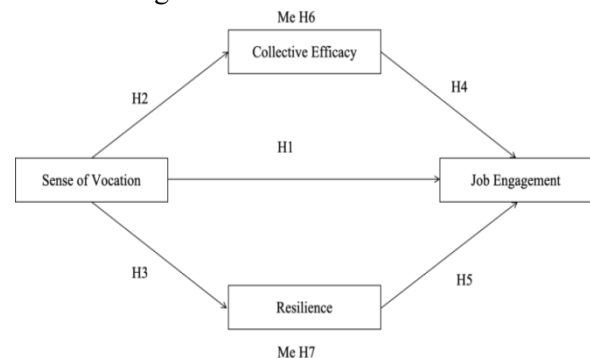 Me H6
Collective Efficacy
H2
H4
H1
Sense of Vocation
Job Engagement
H3
H5
Resilience
Me H7